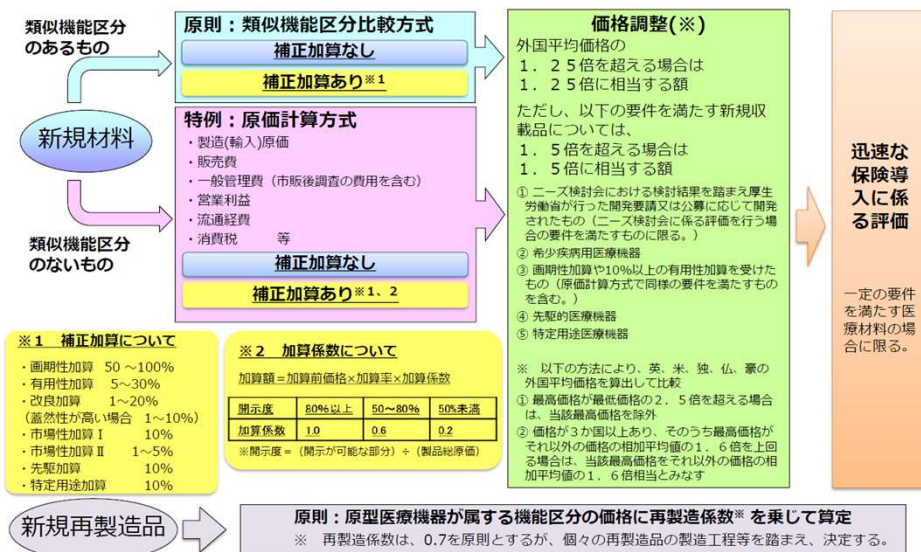 類似機能区分
のあるもの
新規材料
類似機能区分
のないもの
原則：類似機能区分比較方式
補正加算なし
補正加算あり※1
特例：原価計算方式
・製造(輸入)原価
・販売費
・一般管理費（市販後調査の費用を含む）
・営業利益
・流通経費
・消費税　　等
補正加算なし
補正加算あり※1、2
価格調整(※)
外国平均価格の
１．２５倍を超える場合は
１．２５倍に相当する額
ただし、以下の要件を満たす新規収
載品については、
１．５倍を超える場合は
１．５倍に相当する額
① ニーズ検討会における検討結果を踏まえ厚生
労働省が行った開発要請又は公募に応じて開発
されたもの（ニーズ検討会に係る評価を行う場
合の要件を満たすものに限る。）
② 希少疾病用医療機器
③ 画期性加算や10%以上の有用性加算を受けた
もの（原価計算方式で同様の要件を満たすもの
を含む。）
④ 先駆的医療機器
⑤ 特定用途医療機器
※ 以下の方法により、英、米、独、仏、豪の
外国平均価格を算出して比較
① 最高価格が最低価格の２．５倍を超える場合
は、当該最高価格を除外
② 価格が３か国以上あり、そのうち最高価格が
それ以外の価格の相加平均値の１．６倍を上回
る場合は、当該最高価格をそれ以外の価格の相
加平均値の１．６倍相当とみなす
迅速な
保険導
入に係
る評価
一定の要件
を満たす医
療材料の場
合に限る。
※１　補正加算について
・画期性加算　50 ～100%
・有用性加算　5～30%
・改良加算　1～20%
(蓋然性が高い場合　1～10%)
・市場性加算Ⅰ　10%
・市場性加算Ⅱ　1～5%
・先駆加算　10%
・特定用途加算　10%
※２　加算係数について
加算額＝加算前価格×加算率×加算係数
開示度　80%以上　50～80%　50%未満
加算係数　1.0　0.6　0.2
※開示度＝（開示が可能な部分）÷（製品総原価）
新規再製造品
原則：原型医療機器が属する機能区分の価格に再製造係数※ を乗じて算定
※　再製造係数は、0.7を原則とするが、個々の再製造品の製造工程等を踏まえ、決定する。